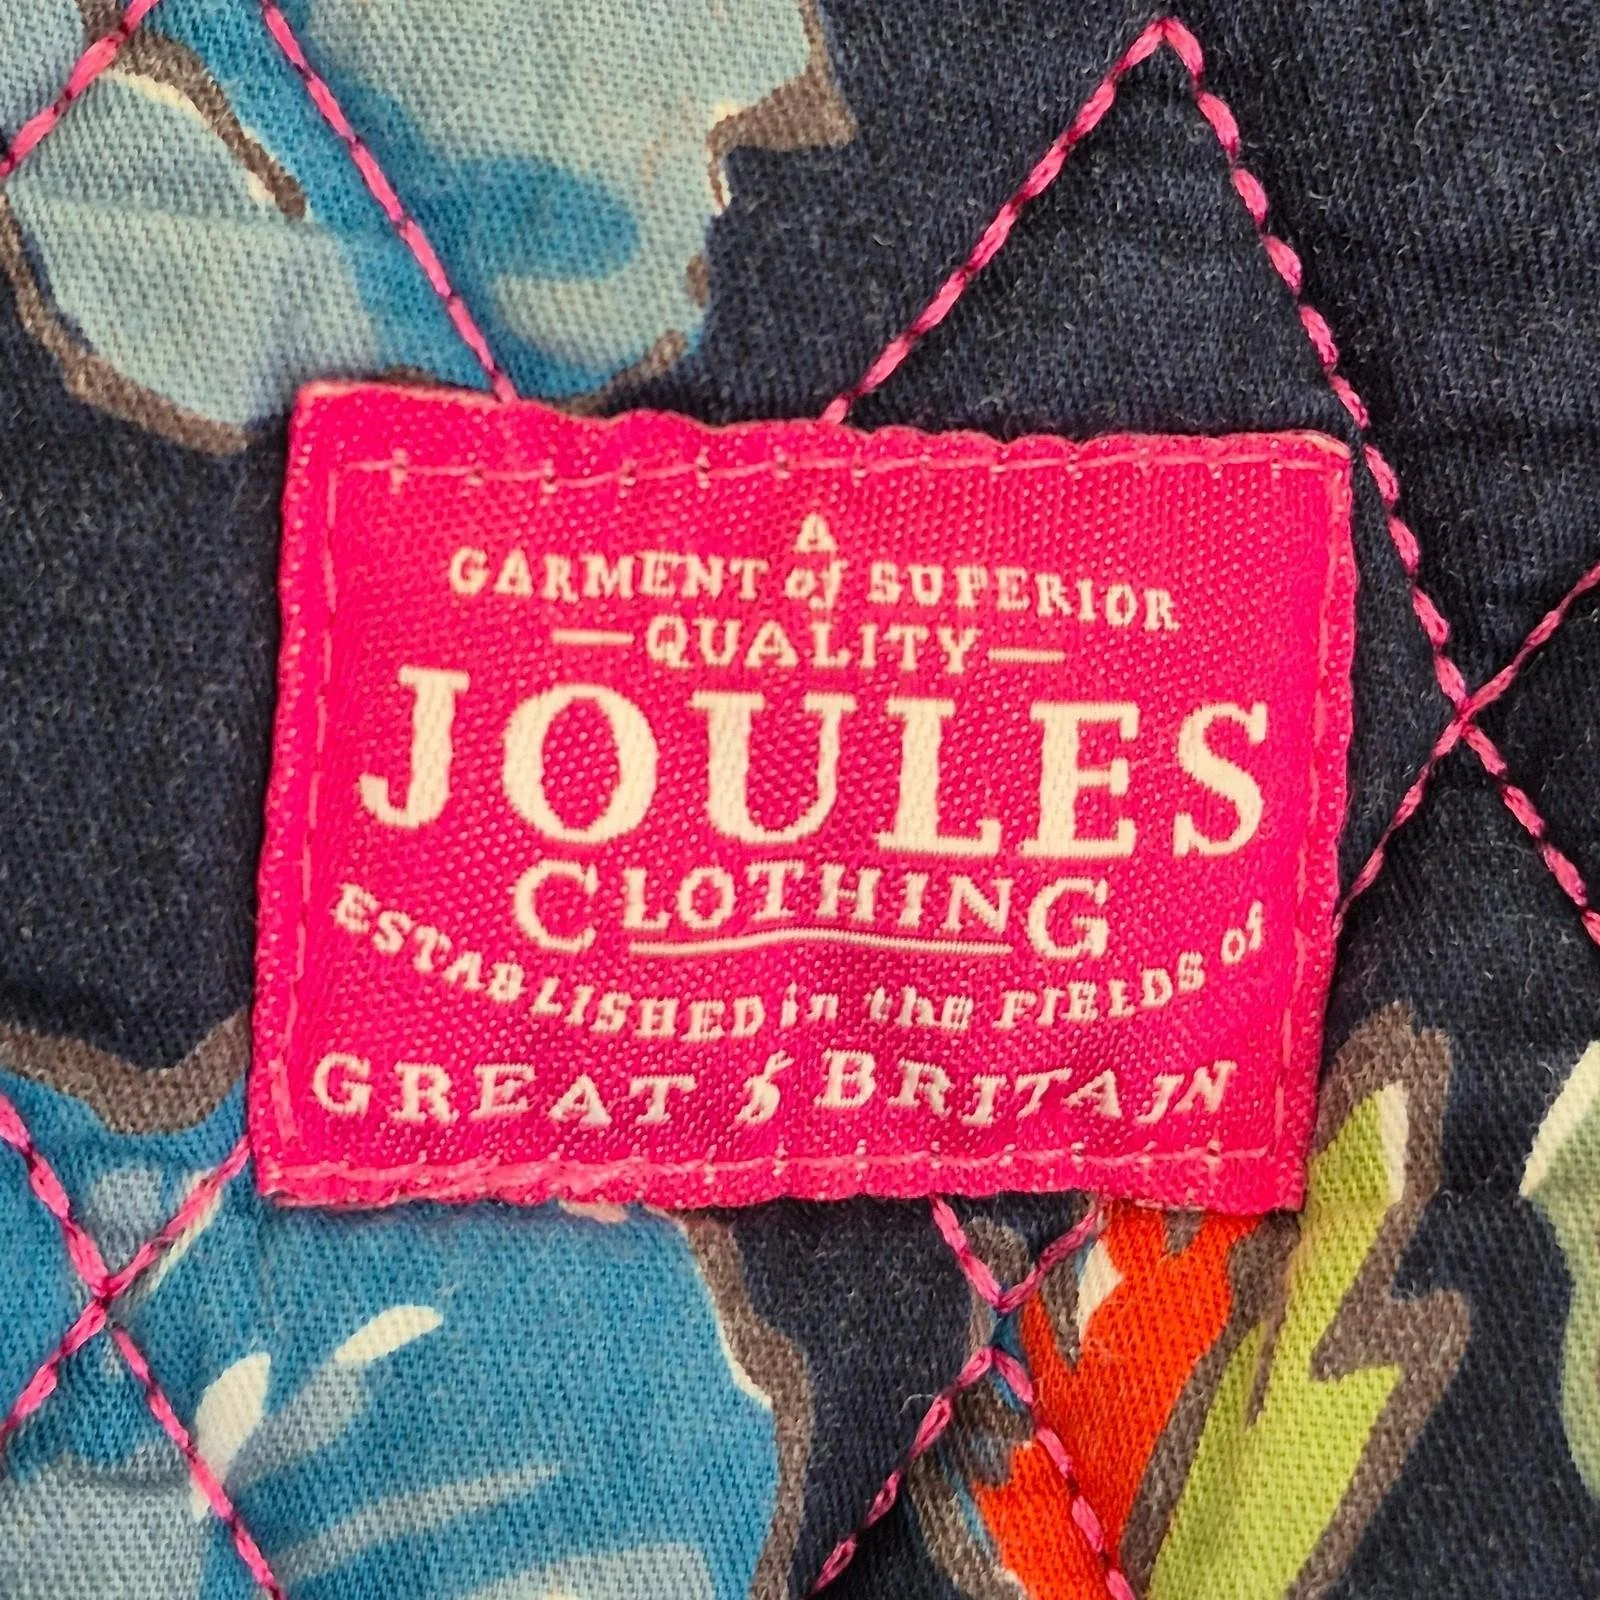 A
GARMENT of SUPERIOR
QUALITY
JOULES
CLOTHING
ESTABLISHED in the FIELDS of
GREAT & BRITAIN